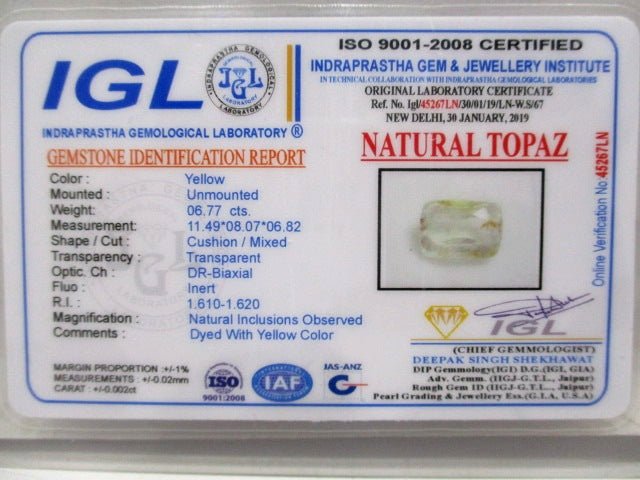 IGL
INDRAPRASTHA GEMOLOGICAL LABORATORY ®
GEMSTONE IDENTIFICATION REPORT
Color : Yellow
Mounted : Unmounted
Weight: 06.77 cts.
Measurement: 11.49*08.07*06.82
Shape / Cut : Cushion / Mixed
Transparency : Transparent
Optic. Ch : DR-Biaxial
Fluo : Inert
R.I. : 1.610-1.620
Magnification : Natural Inclusions Observed
Comments : Dyed With Yellow Color
MARGIN PROPORTION :+/-1%
MEASUREMENTS : +/-0.02mm
CARAT : +/-0.002ct
ISO
9001:2008
IAF
JAS-ANZ
ISO 9001-2008 CERTIFIED
INDRAPRASTHA GEM & JEWELLERY INSTITUTE
IN TECHNICAL COLLABORATION WITH INDRAPRASTHA GEMOLOGICAL LABORATORIES
ORIGINAL LABORATORY CERTIFICATE
Ref. No. Igl/45267LN/30/01/19/LN-W.S/67
NEW DELHI, 30 JANUARY, 2019
NATURAL TOPAZ
Online Verification No. 45267LN
IGL
(CHIEF GEMMOLOGIST)
DEEPAK SINGH SHEKHAWAT
DIP Gemmology(IGI) D.G.(IGI, GIA)
Adv. Gemm. (IIGJ-G.T.L., Jaipur)
Rough Gem ID (IIGJ-G.T.L., Jaipur)
Pearl Grading & Jewellery Ess.(G.I.A, U.S.A)